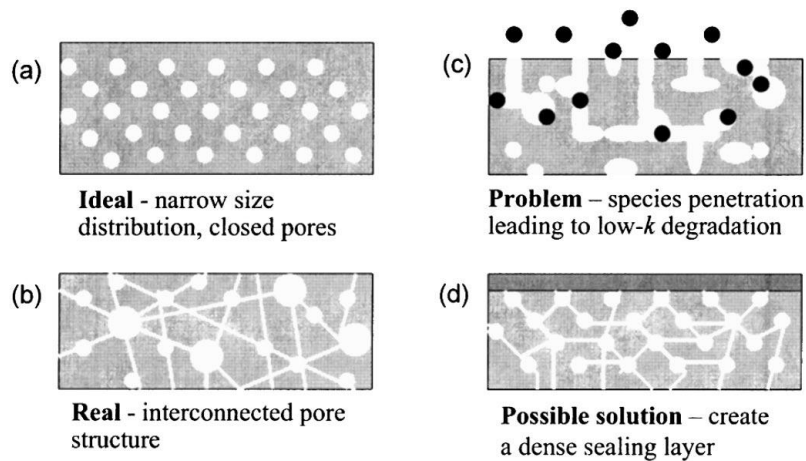 (a)
Ideal - narrow size
distribution, closed pores
(b)
Real - interconnected pore
structure
(c)
Problem – species penetration
leading to low-k degradation
(d)
Possible solution – create
a dense sealing layer